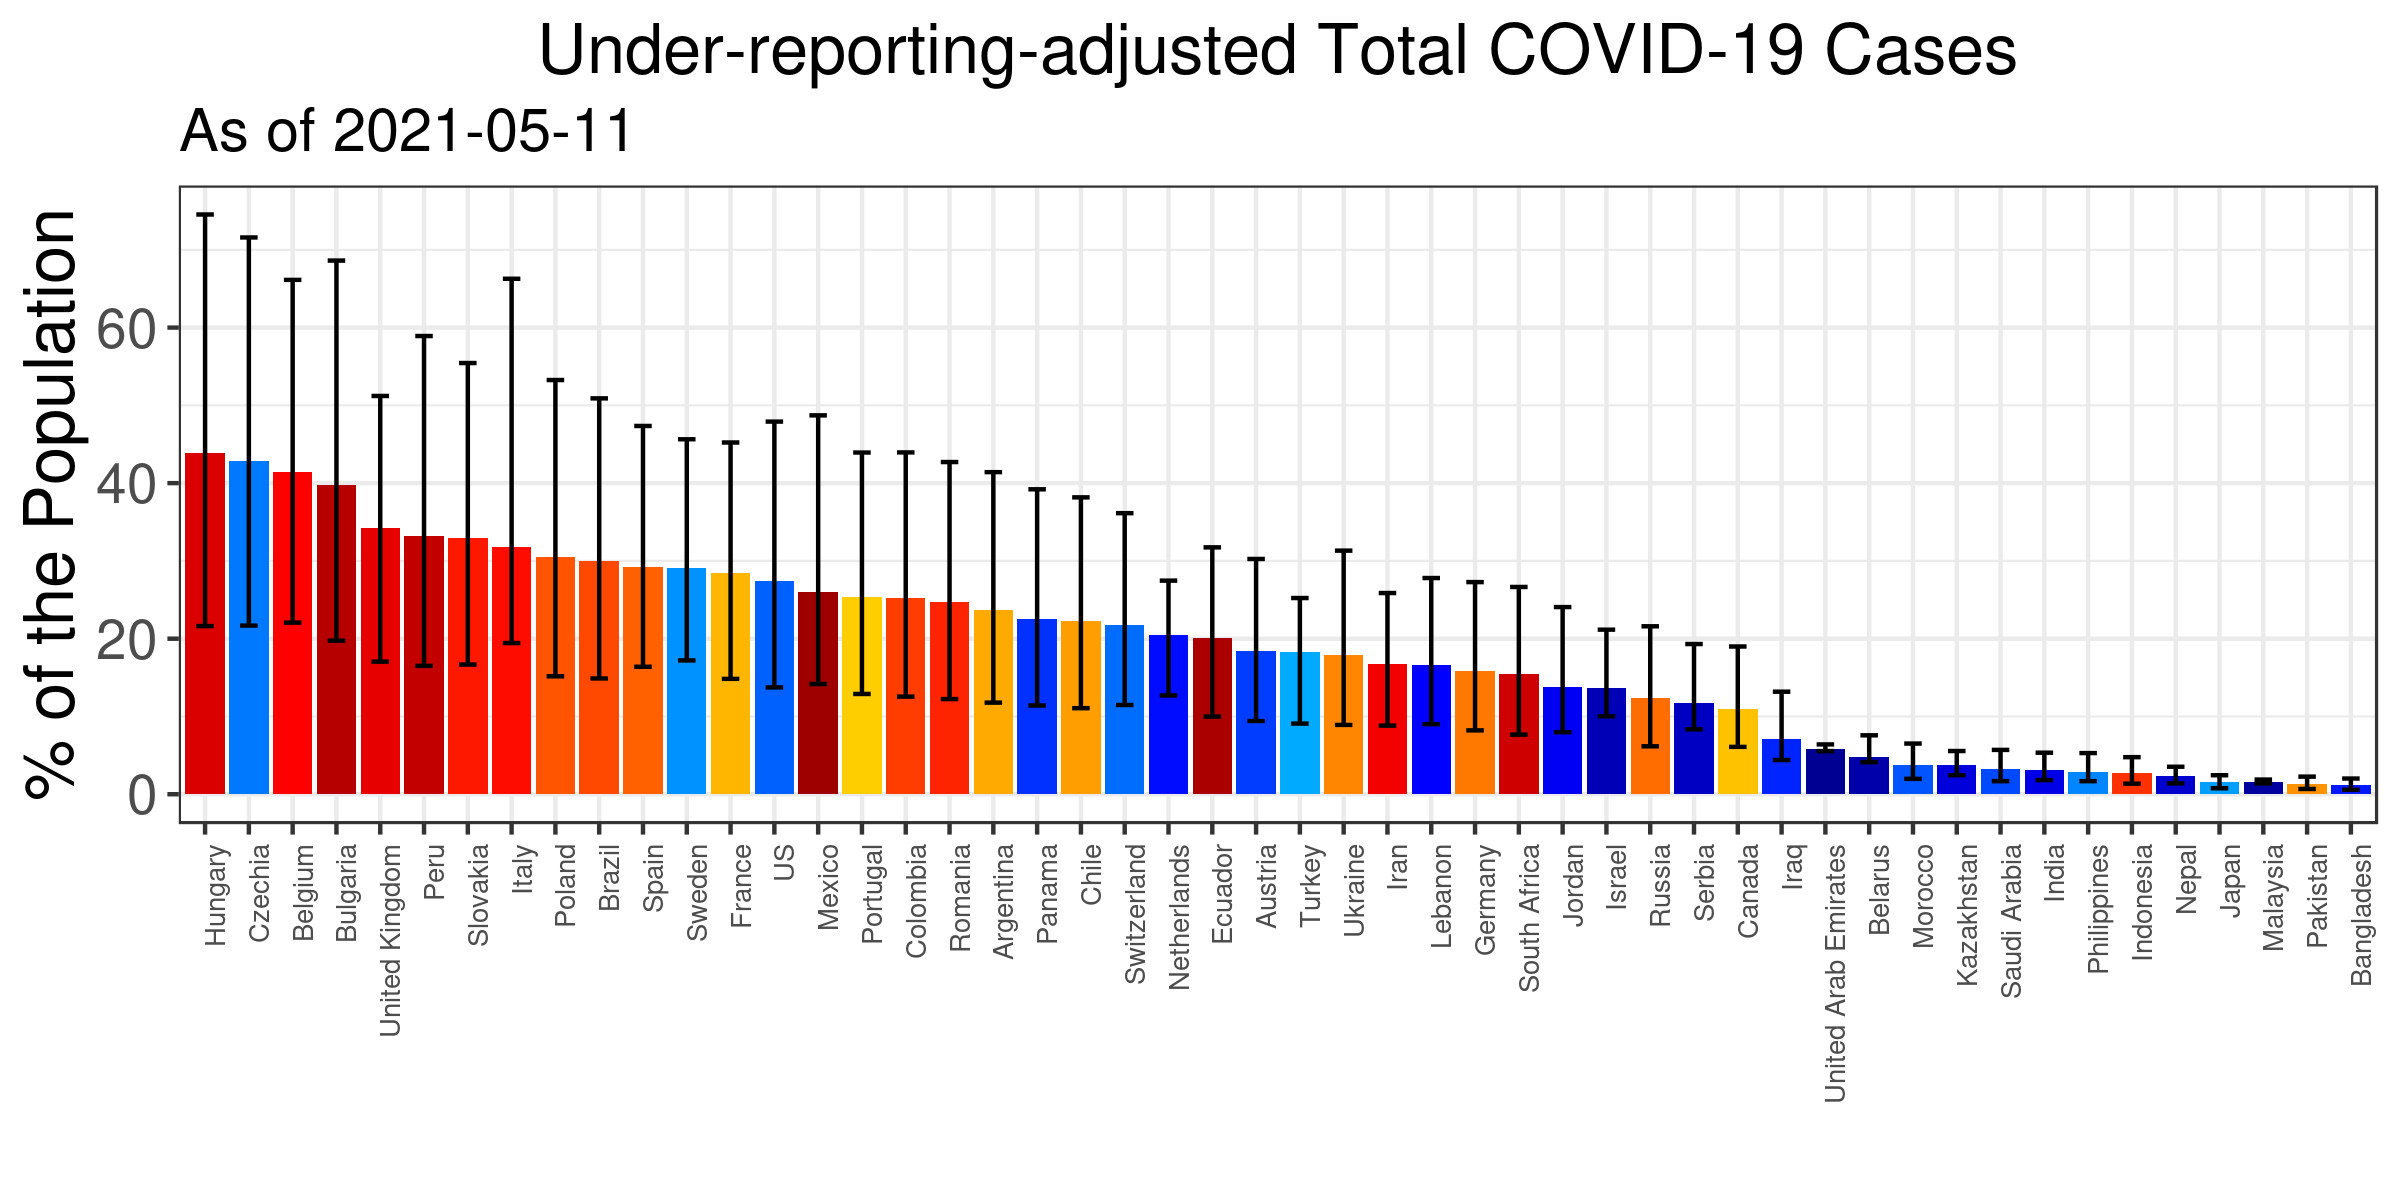 Under-reporting-adjusted Total COVID-19 Cases
As of 2021-05-11
% of the Population
60
40
20
0
Hungary
Czechia
Belgium
Bulgaria
United Kingdom
Peru
Slovakia
Italy
Poland
Brazil
Spain
Sweden
France
US
Mexico
Portugal
Colombia
Romania
Argentina
Panama
Chile
Switzerland
Netherlands
Ecuador
Austria
Turkey
Ukraine
Iran
Lebanon
Germany
South Africa
Jordan
Israel
Russia
Serbia
Canada
Iraq
United Arab Emirates
Belarus
Morocco
Kazakhstan
Saudi Arabia
India
Philippines
Indonesia
Nepal
Japan
Malaysia
Pakistan
Bangladesh